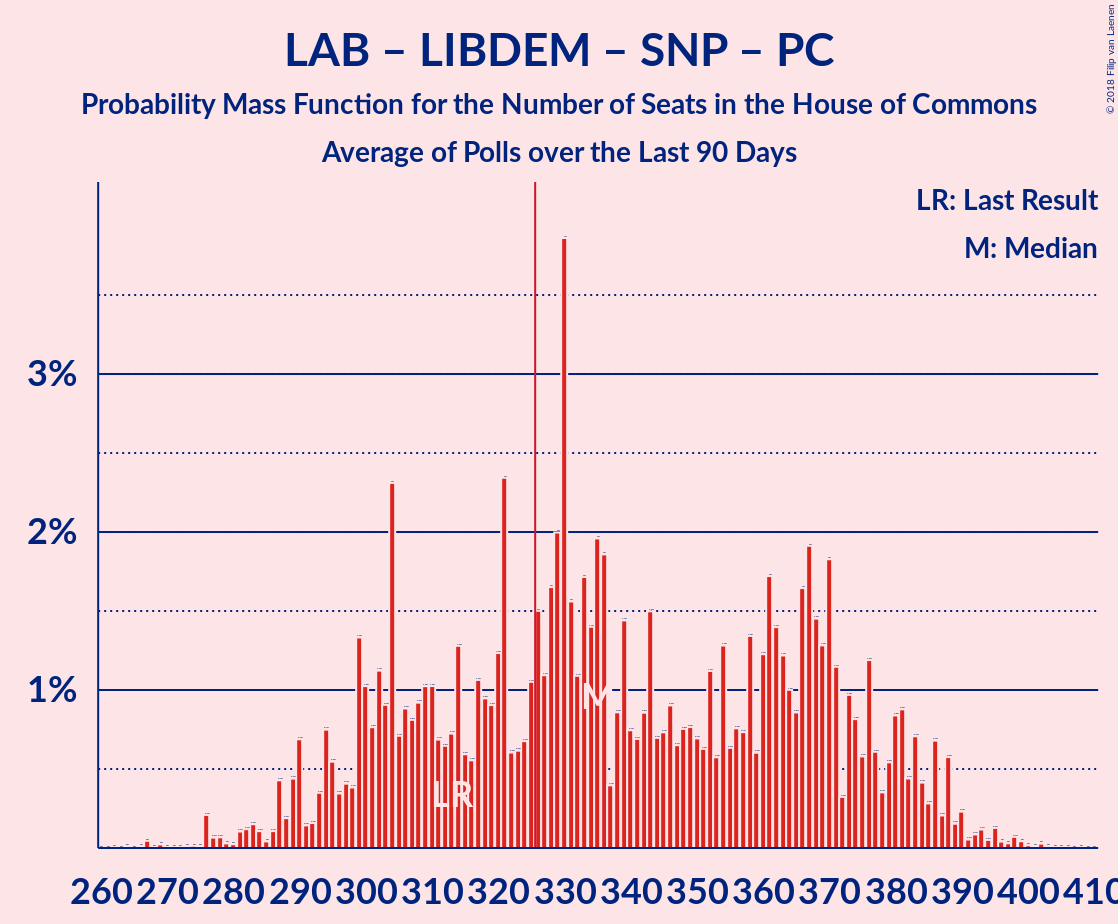 LAB – LIBDEM – SNP – PC
Probability Mass Function for the Number of Seats in the House of Commons
Average of Polls over the Last 90 Days
© 2018 Filip van Laenen
LR: Last Result
M: Median
3%
2%
1%
M
LR
260 270 280 290 300 310 320 330 340 350 360 370 380 390 400 410